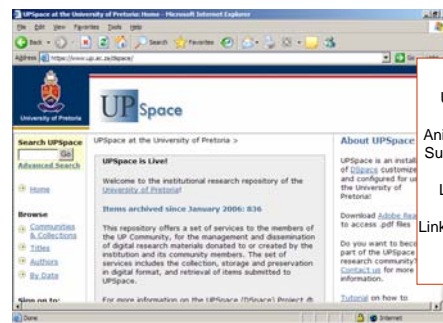 UPSpace at the University of Pretoria: Home - Microsoft Internet Explorer
File Edit View Favorites Tools Help
Back Search Favorites
Address https://www.up.ac.za/dspace/ Go
University of Pretoria
UP Space
Search UPSpace
Go
Advanced Search
Home
Browse
Communities
& Collections
Titles
Authors
By Date
Sign on to:
UPSpace at the University of Pretoria >
UPSpace is Live!
Welcome to the institutional research repository of the
University of Pretoria!
Items archived since January 2006: 836
This repository offers a set of services to the members of
the UP Community, for the management and dissemination
of digital research materials donated to or created by the
institution and its community members. The set of
services includes the collection, storage and preservation
in digital format, and retrieval of items submitted to
UPSpace.
For more information on the UPSpace (DSpace) Project @
About UPSpace
UPSpace is an install
of DSpace customize
and configured for us
the University of
Pretoria!
Download Adobe Rea
to access .pdf files
Do you want to beco
part of the UPSpace
research community?
Contact us for more
information.
Tutorial on how to
U
Ani
Su
L
Link
Done
Internet